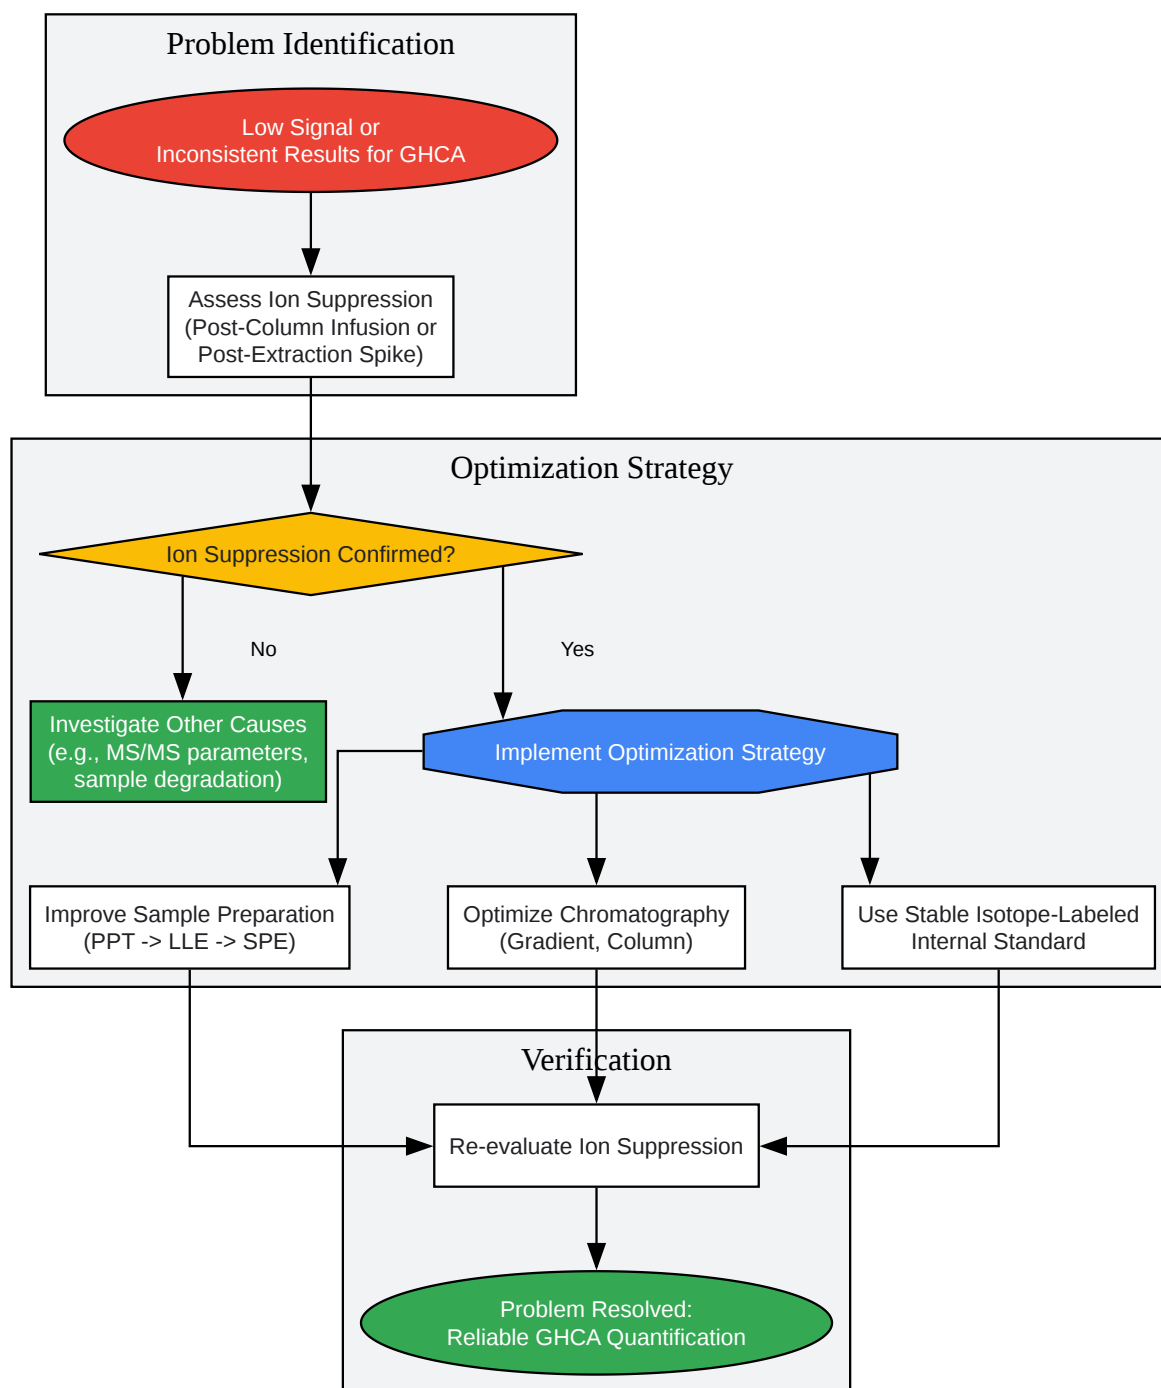 Problem Identification
Low Signal or
Inconsistent Results for GHCA
Assess Ion Suppression
(Post-Column Infusion or
Post-Extraction Spike)
Optimization Strategy
Ion Suppression Confirmed?
No
Yes
Investigate Other Causes
(e.g., MS/MS parameters,
sample degradation)
Implement Optimization Strategy
Improve Sample Preparation
(PPT -> LLE -> SPE)
Optimize Chromatography
(Gradient, Column)
Use Stable Isotope-Labeled
Internal Standard
Verification
Re-evaluate Ion Suppression
Problem Resolved:
Reliable GHCA Quantification